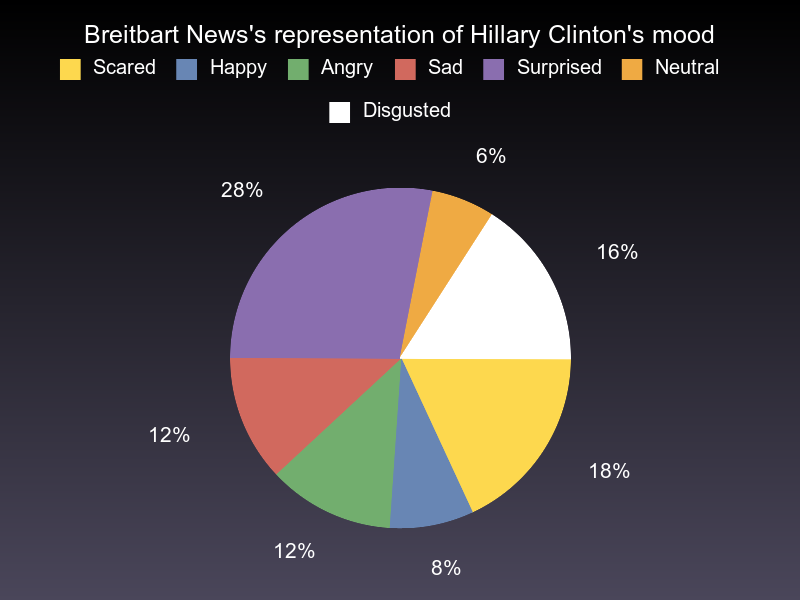 Breitbart News's representation of Hillary Clinton's mood
Scared Happy Angry Sad Surprised Neutral
Disgusted
6%
28%
16%
12%
18%
12%
8%